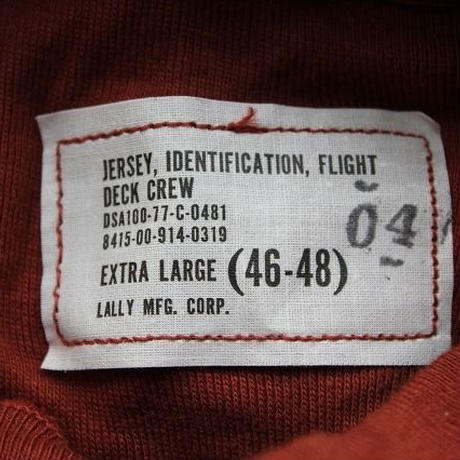 JERSEY, IDENTIFICATION, FLIGHT
DECK CREW
DSA100-77-C-0481
8415-00-914-0319
04
EXTRA LARGE (46-48)
LALLY MFG. CORP.